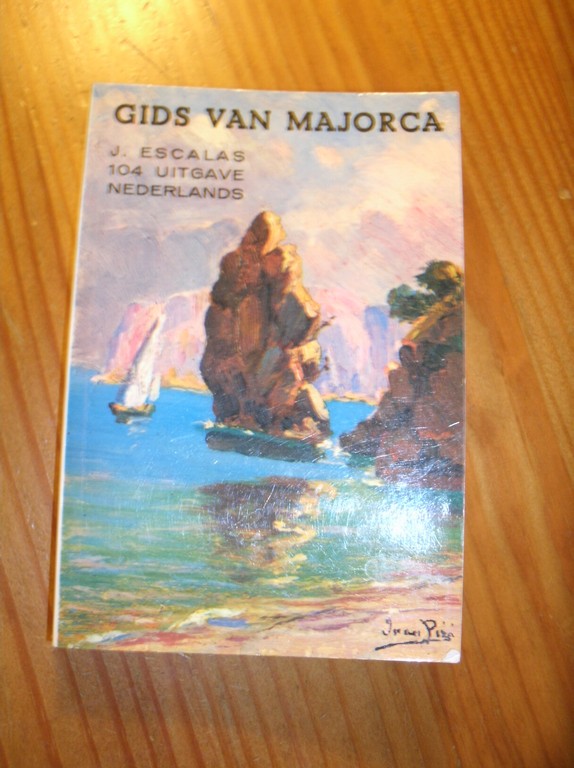 GIDS VAN MAJORCA
J. ESCALAS
104 UITGAVE
NEDERLANDS